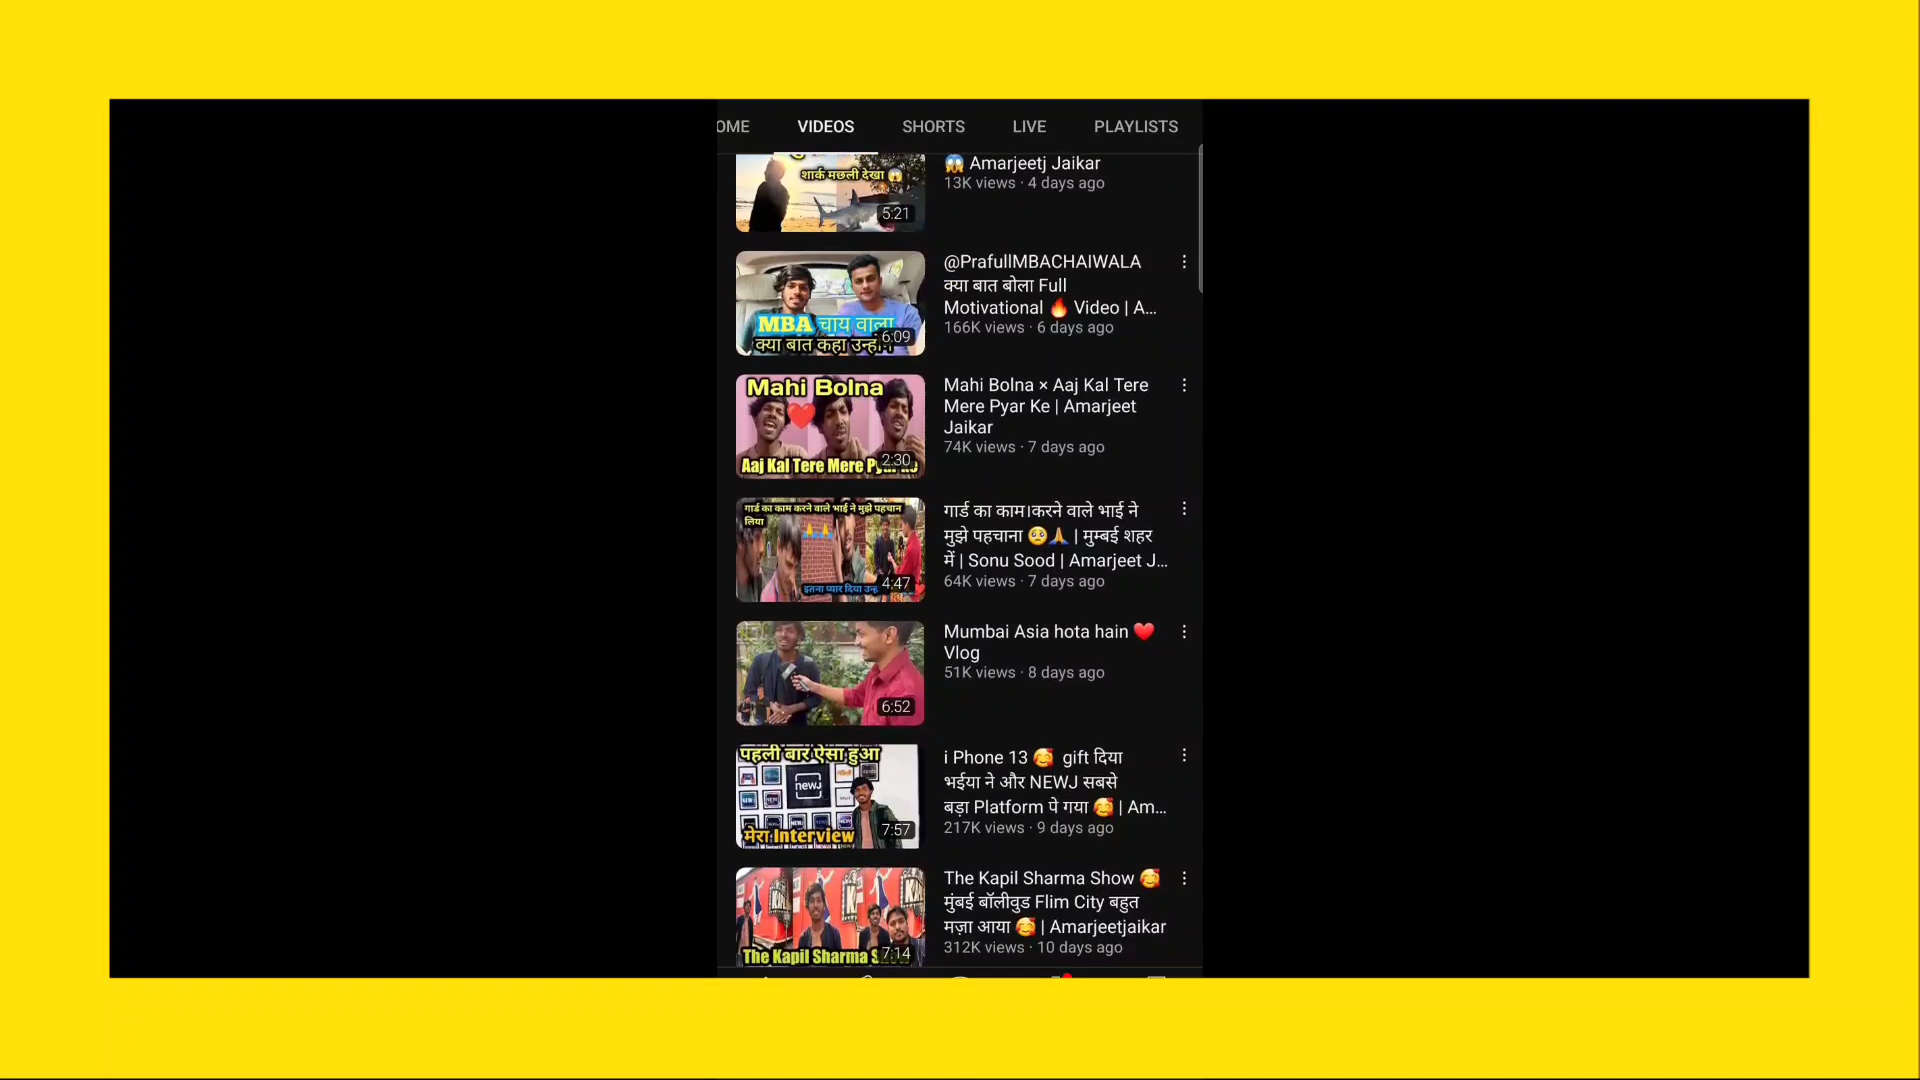 OME VIDEOS SHORTS LIVE PLAYLISTS
शार्क मछली देखा 😱
5:21
😱 Amarjeetj Jaikar
13K views · 4 days ago
MBA चाय वाला
क्या बात कहा उन्होंने
6:09
@PrafullMBACHAIWALA
क्या बात बोला Full
Motivational 🔥 Video | A...
166K views · 6 days ago
Mahi Bolna
Aaj Kal Tere Mere Pyar Ke
2:30
Mahi Bolna × Aaj Kal Tere
Mere Pyar Ke | Amarjeet
Jaikar
74K views · 7 days ago
गार्ड का काम करने वाले भाई ने मुझे पहचान
लिया
इतना प्यार दिया
4:47
गार्ड का काम।करने वाले भाई ने
मुझे पहचाना 🥺🙏 | मुम्बई शहर
में | Sonu Sood | Amarjeet J...
64K views · 7 days ago
6:52
Mumbai Asia hota hain ❤️
Vlog
51K views · 8 days ago
पहली बार ऐसा हुआ
newJ
मेरा Interview
7:57
i Phone 13 🥰 gift दिया
भईया ने और NEWJ सबसे
बड़ा Platform पे गया 🥰 | Am...
217K views · 9 days ago
The Kapil Sharma
7:14
The Kapil Sharma Show 🥰
मुंबई बॉलीवुड Flim City बहुत
मज़ा आया 🥰 | Amarjeetjaikar
312K views · 10 days ago